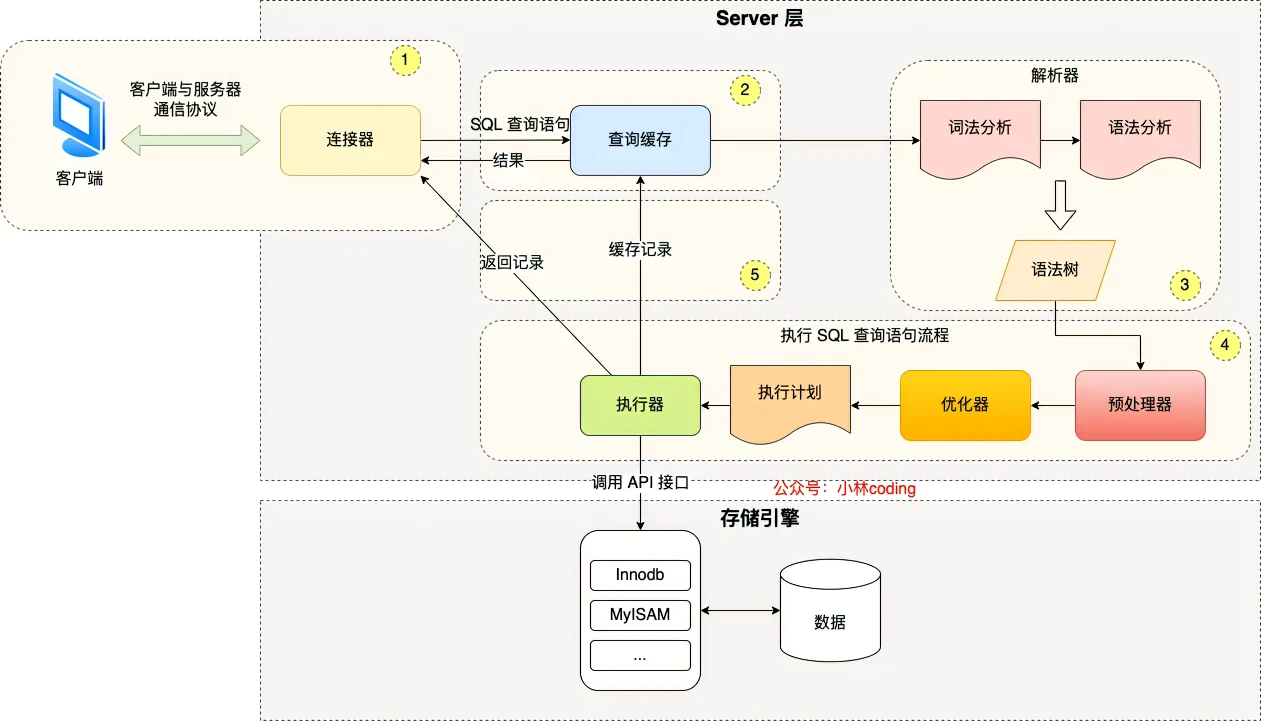 Server 层
1
客户端与服务器
通信协议
客户端
连接器
SQL 查询语句
结果
2
查询缓存
解析器
词法分析
语法分析
语法树
3
返回记录
缓存记录
5
执行 SQL 查询语句流程
4
执行器
执行计划
优化器
预处理器
调用 API 接口
公众号：小林coding
存储引擎
Innodb
MyISAM
...
数据